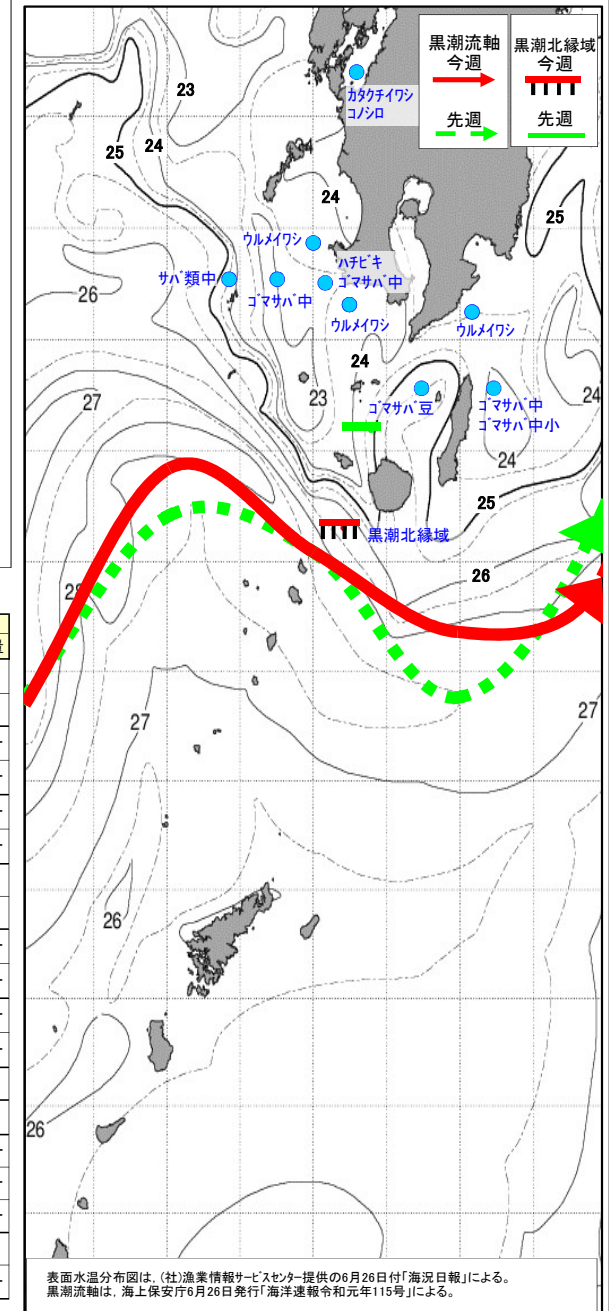 黒潮流軸
今週
先週
黒潮北縁域
今週
先週
カタクチイワシ
コノシロ
23
24
25
24
25
ウルメイワシ
ハチビキ
ゴマサバ中
サバ類中
ゴマサバ中
ウルメイワシ
ウルメイワシ
26
24
27
23
ゴマサバ豆
ゴマサバ中
ゴマサバ中小
24
24
25
黒潮北縁域
26
28
量
27
27
26
26
表面水温分布図は,(社)漁業情報サービスセンター提供の6月26日付「海況日報」による。
黒潮流軸は,海上保安庁6月26日発行「海洋速報令和元年115号」による。